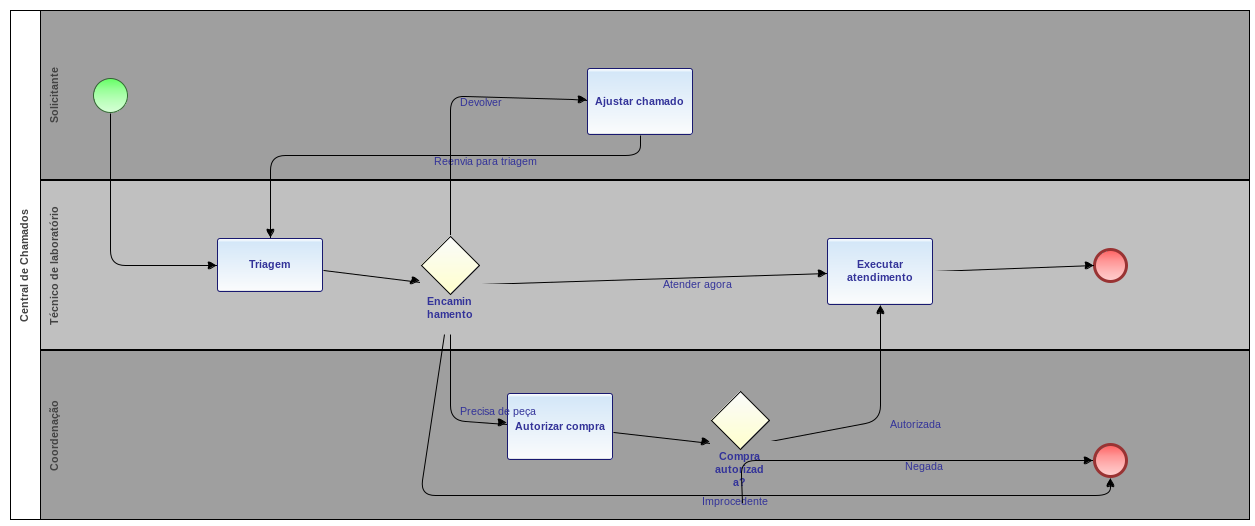 Central de Chamados
Solicitante
Devolver
Ajustar chamado
Reenvia para triagem
Técnico de laboratório
Triagem
Encamin
hamento
Atender agora
Executar
atendimento
Coordenação
Precisa de peça
Autorizar compra
Compra
autorizad
a?
Autorizada
Negada
Improcedente